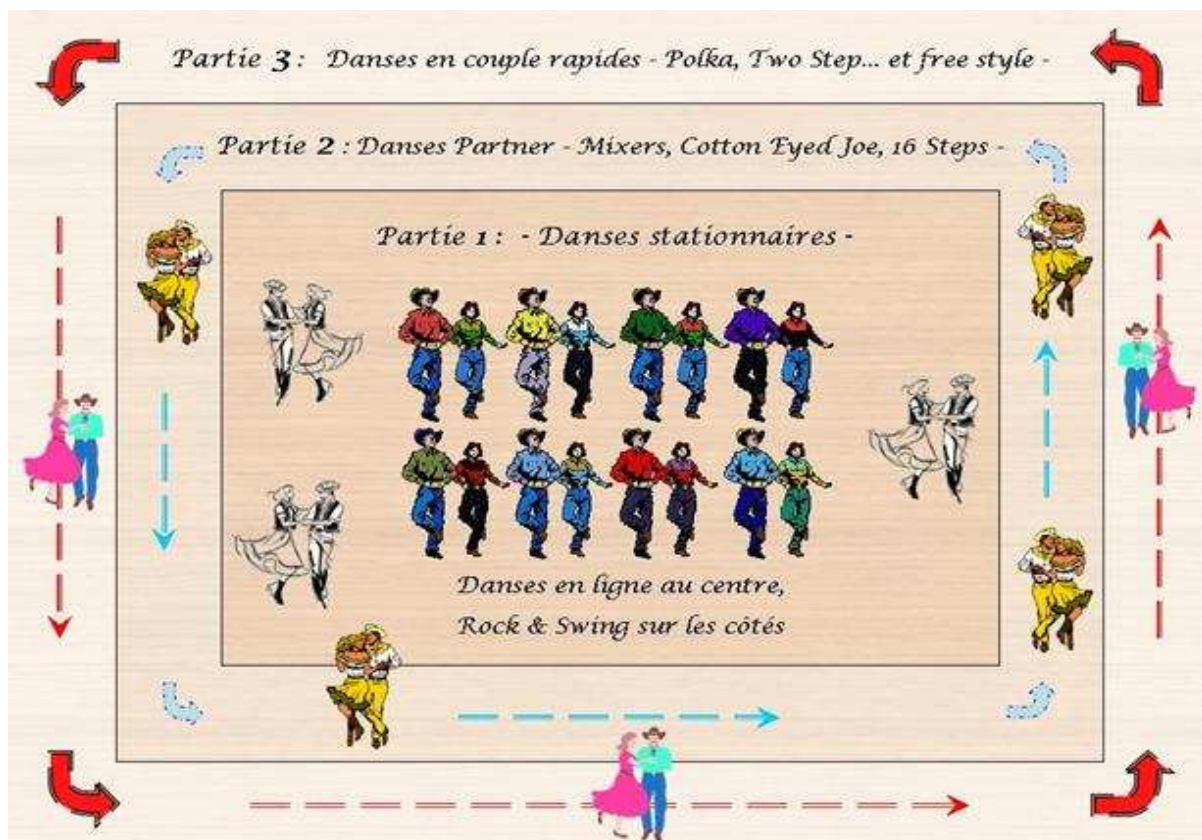 Partie 3 : Danses en couple rapides - Polka, Two Step... et free style -
Partie 2 : Danses Partner - Mixers, Cotton Eyed Joe, 16 Steps -
Partie 1 : - Danses stationnaires -
Danses en ligne au centre,
Rock & Swing sur les côtés